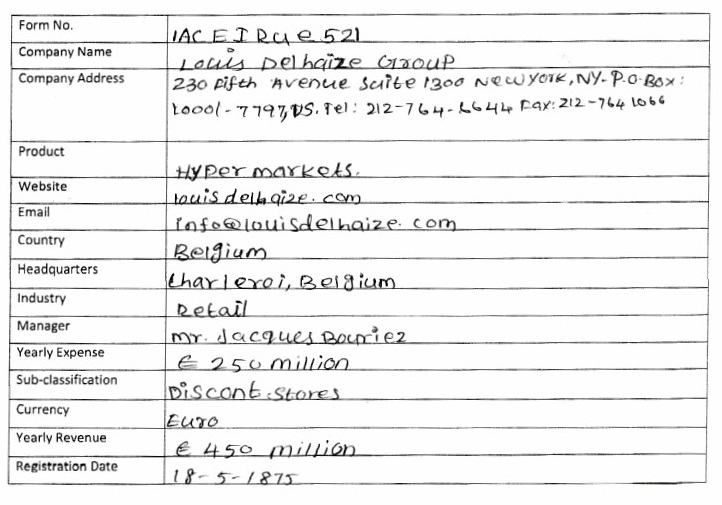 Form No. IACEIRue521
Company Name Louis Delhaize Group
Company Address 230 Fifth Avenue Suite 1300 Newyork, NY. P.O.Box:
10001-7797, US. Tel: 212-764-6644 Fax: 212-764 1066
Product Hyper markets.
Website louisdelhaize.com
Email info@louisdelhaize.com
Country Belgium
Headquarters Charleroi, Belgium
Industry Retail
Manager Mr. Jacques Bourriez
Yearly Expense € 250 million
Sub-classification Discont.Stores
Currency Euro
Yearly Revenue € 450 million
Registration Date 18-5-1875